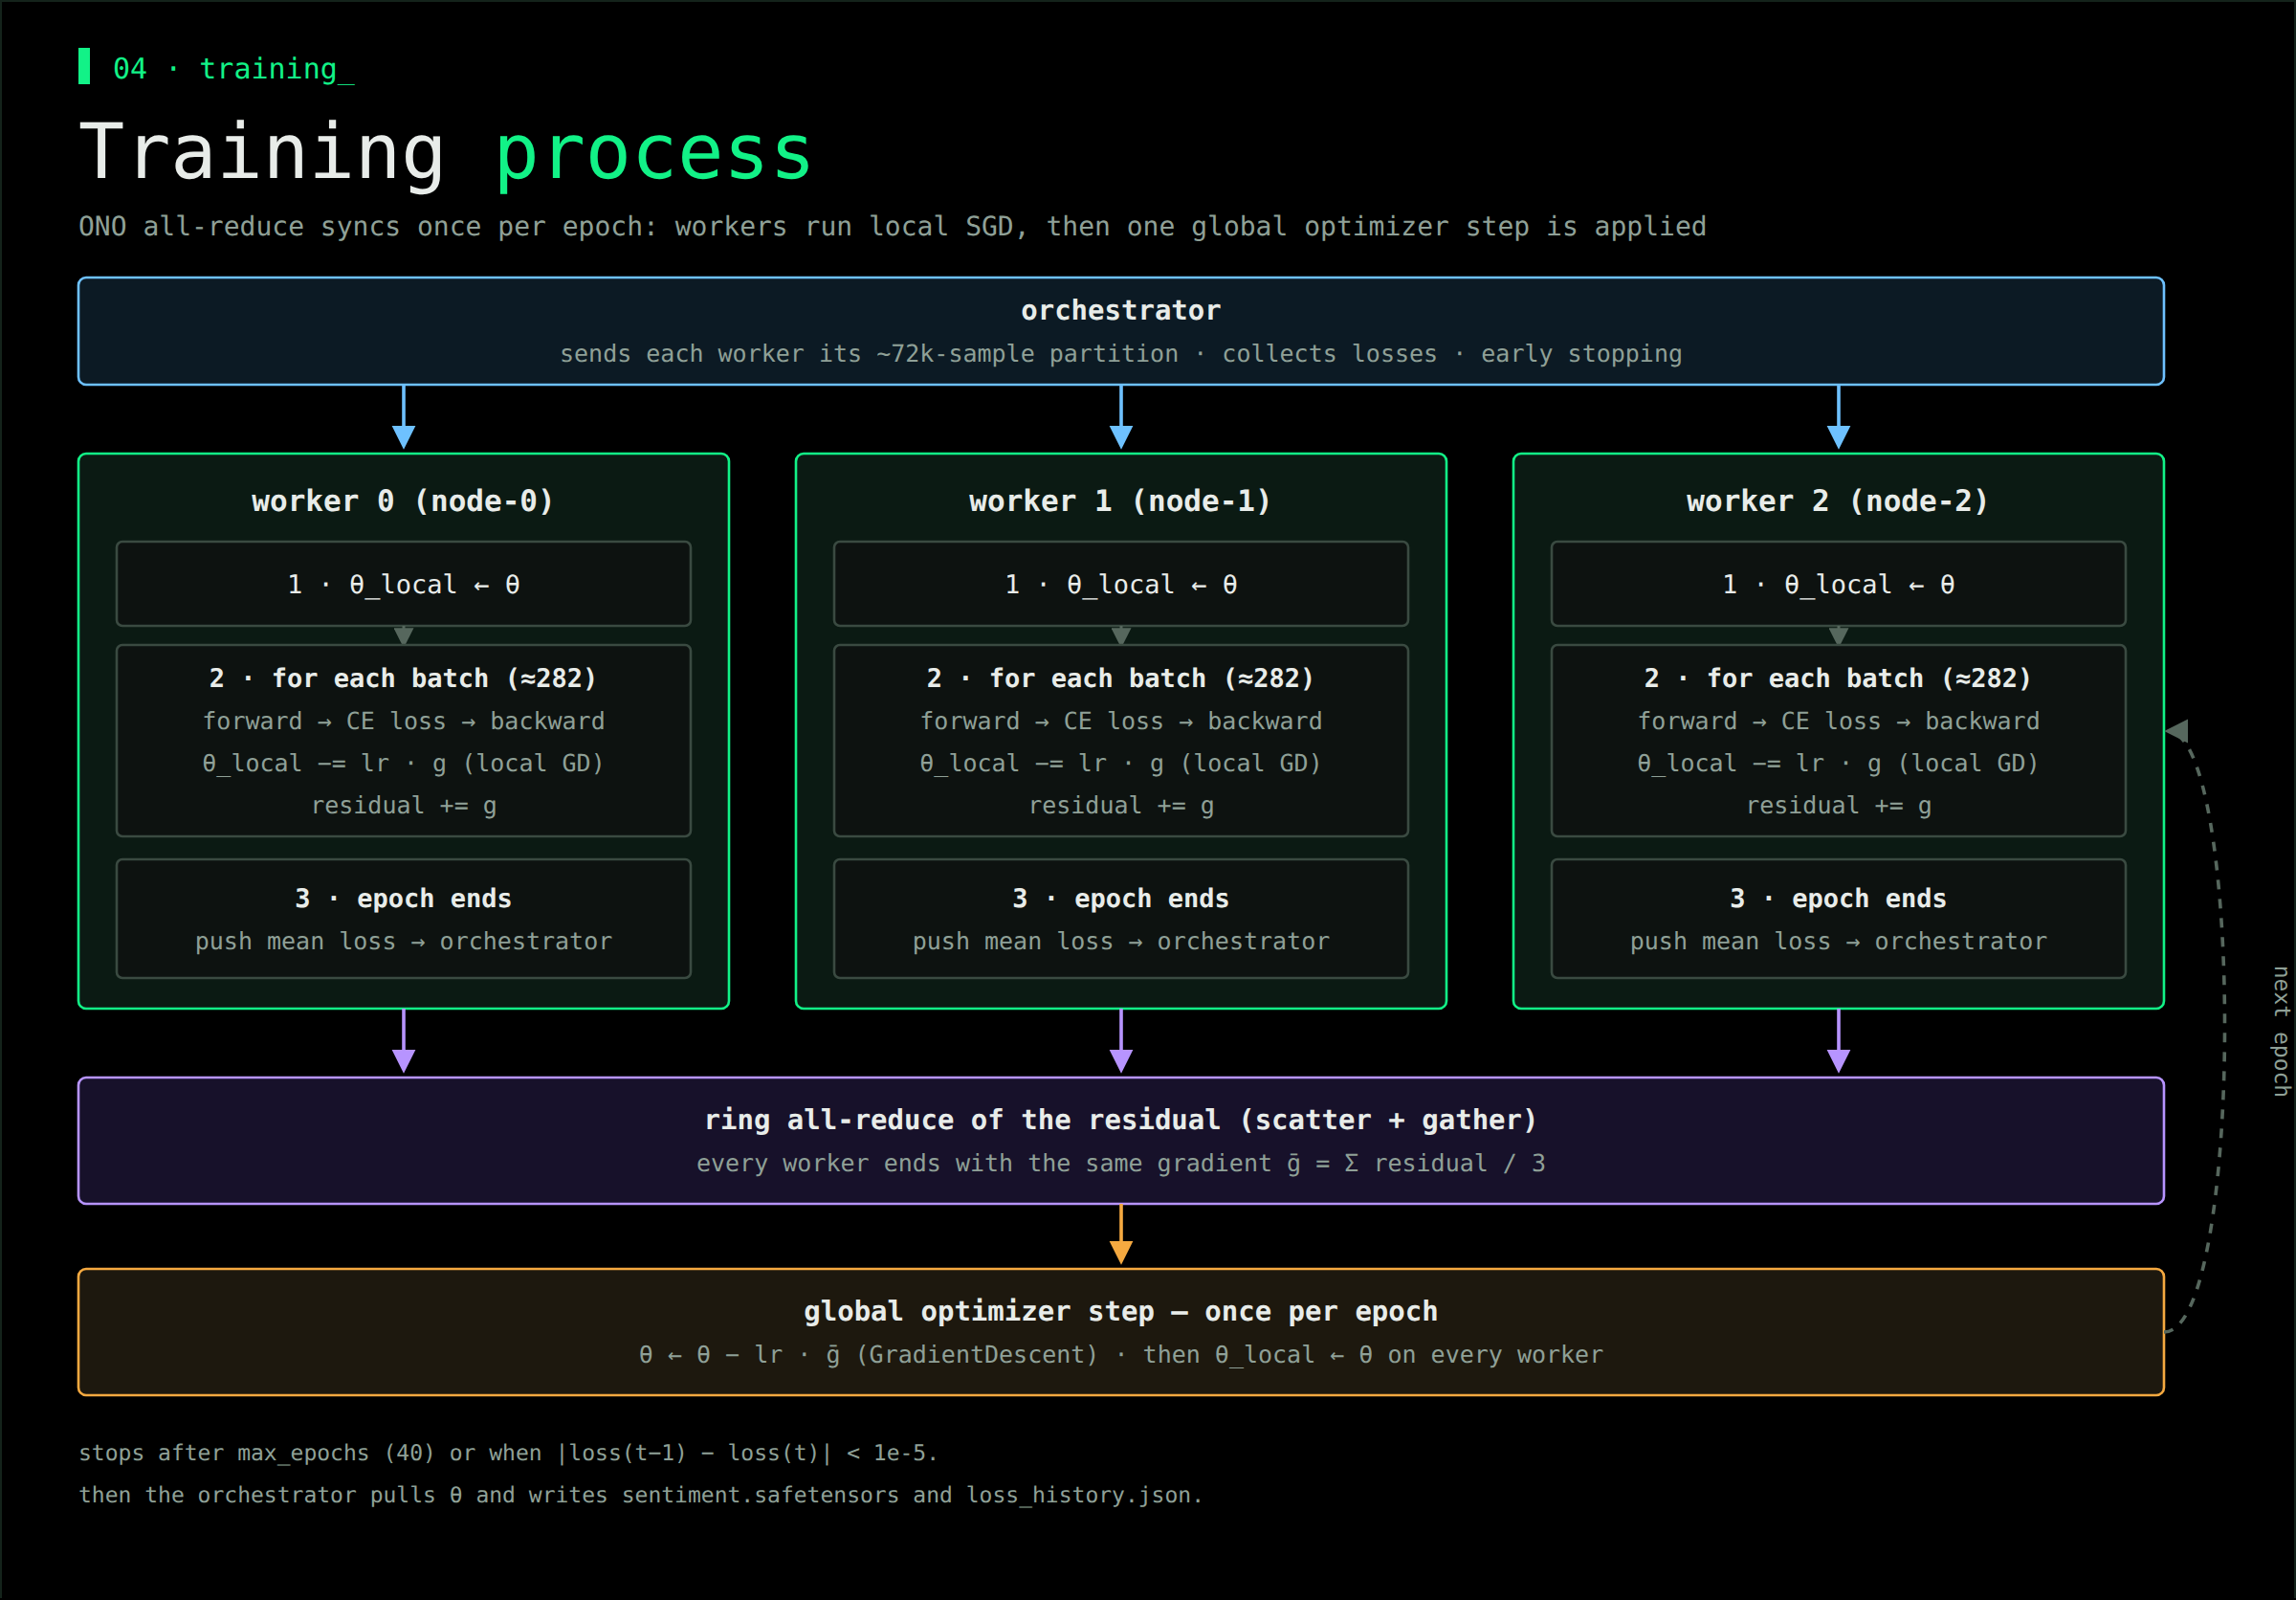 04 · training_
Training process
ONO all-reduce syncs once per epoch: workers run local SGD, then one global optimizer step is applied
orchestrator
sends each worker its ~72k-sample partition · collects losses · early stopping
worker 0 (node-0)
1 · θ_local ← θ
2 · for each batch (≈282)
forward → CE loss → backward
θ_local −= lr · g (local GD)
residual += g
3 · epoch ends
push mean loss → orchestrator
worker 1 (node-1)
1 · θ_local ← θ
2 · for each batch (≈282)
forward → CE loss → backward
θ_local −= lr · g (local GD)
residual += g
3 · epoch ends
push mean loss → orchestrator
worker 2 (node-2)
1 · θ_local ← θ
2 · for each batch (≈282)
forward → CE loss → backward
θ_local −= lr · g (local GD)
residual += g
3 · epoch ends
push mean loss → orchestrator
next epoch
ring all-reduce of the residual (scatter + gather)
every worker ends with the same gradient ḡ = Σ residual / 3
global optimizer step — once per epoch
θ ← θ − lr · ḡ (GradientDescent) · then θ_local ← θ on every worker
stops after max_epochs (40) or when |loss(t−1) − loss(t)| < 1e-5.
then the orchestrator pulls θ and writes sentiment.safetensors and loss_history.json.